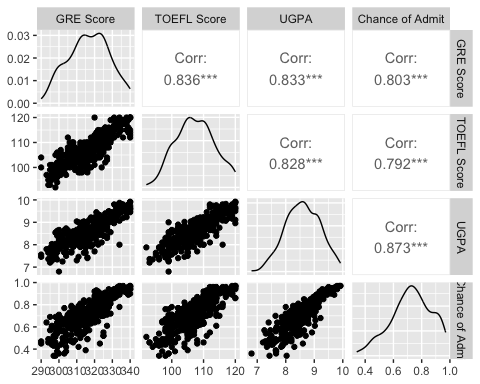 GRE Score TOEFL Score UGPA Chance of Admit
0.03
0.02
0.01
0.00
Corr:
0.836***
Corr:
0.833***
Corr:
0.803***
GRE Score
120
110
100
Corr:
0.828***
Corr:
0.792***
TOEFL Score
10
9
8
7
Corr:
0.873***
UGPA
1.0
0.8
0.6
0.4
Chance of Adm
290 300 310 320 330 340
100 110 120
7 8 9 10
0.4 0.6 0.8 1.0